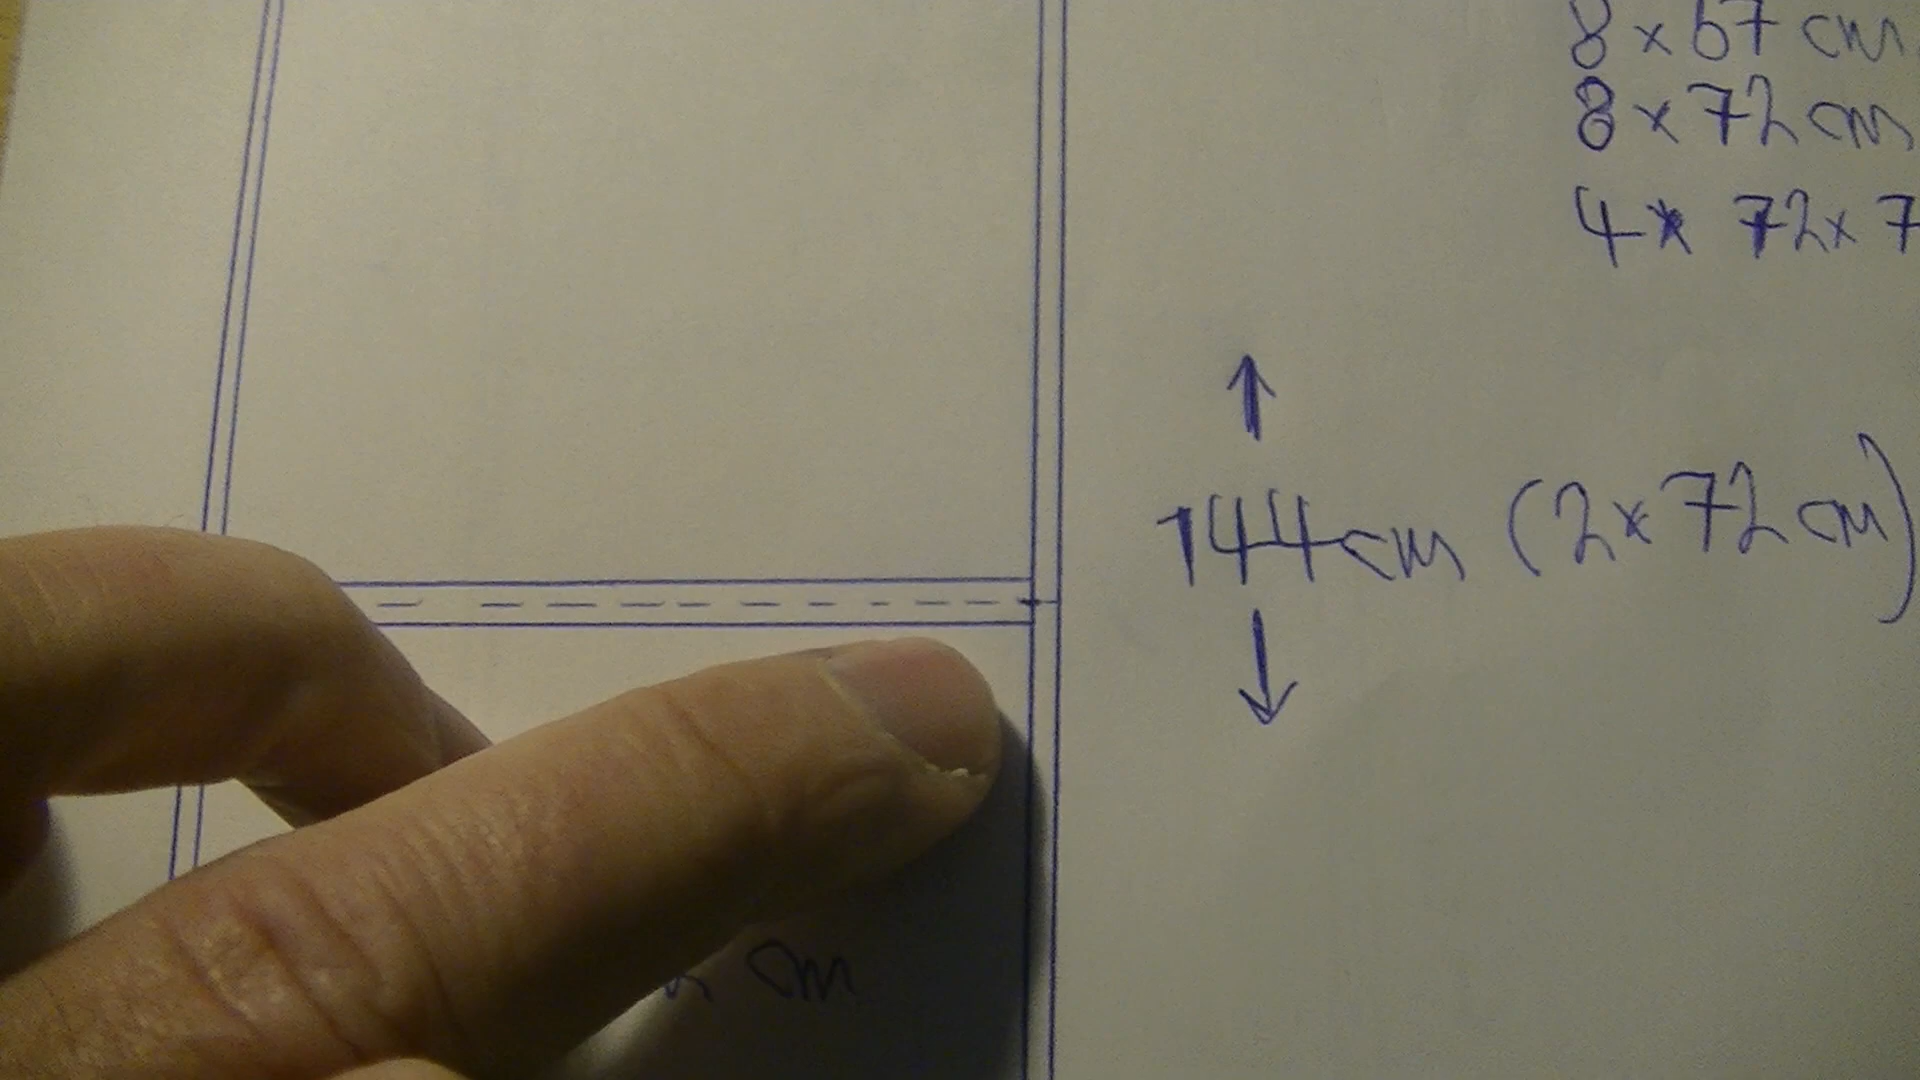 8 x 67 cm
8 x 72 cm
4 x 72 x 7
144 cm (2 x 72 cm)
cm